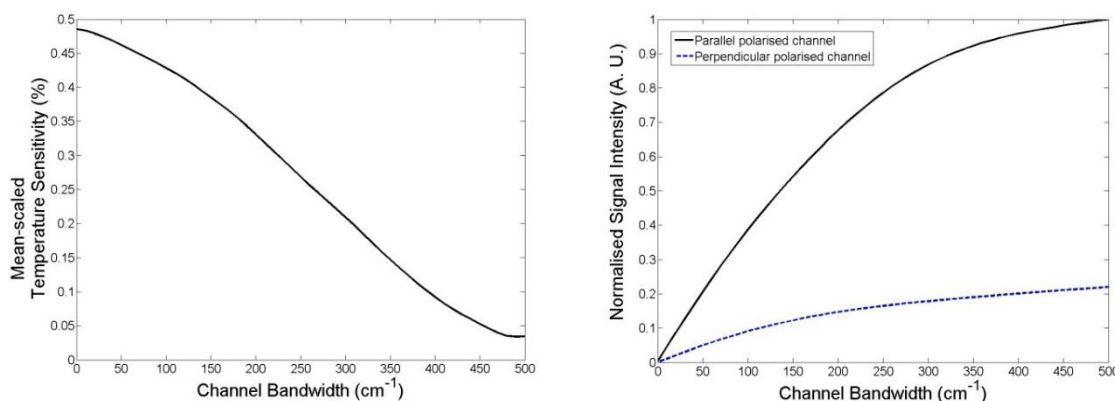 0.5
0.45
0.4
0.35
0.3
0.25
0.2
0.15
0.1
0.05
0
Mean-scaled
Temperature Sensitivity (%)
0 50 100 150 200 250 300 350 400 450 500
Channel Bandwidth (cm⁻¹)
1
0.9
0.8
0.7
0.6
0.5
0.4
0.3
0.2
0.1
0
Normalised Signal Intensity (A. U.)
Parallel polarised channel
Perpendicular polarised channel
0 50 100 150 200 250 300 350 400 450 500
Channel Bandwidth (cm⁻¹)